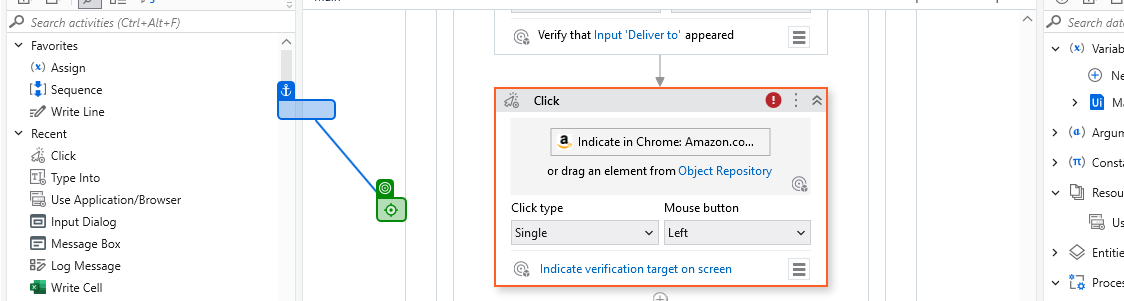 Search activities (Ctrl+Alt+F)
Favorites
Assign
Sequence
Write Line
Recent
Click
Type Into
Use Application/Browser
Input Dialog
Message Box
Log Message
Write Cell
Verify that Input 'Deliver to' appeared
Click
Indicate in Chrome: Amazon.co...
or drag an element from Object Repository
Click type
Mouse button
Single
Left
Indicate verification target on screen
Search data
Variab
Ne
Ui Ma
Argum
Consta
Resou
Us
Entitie
Proces